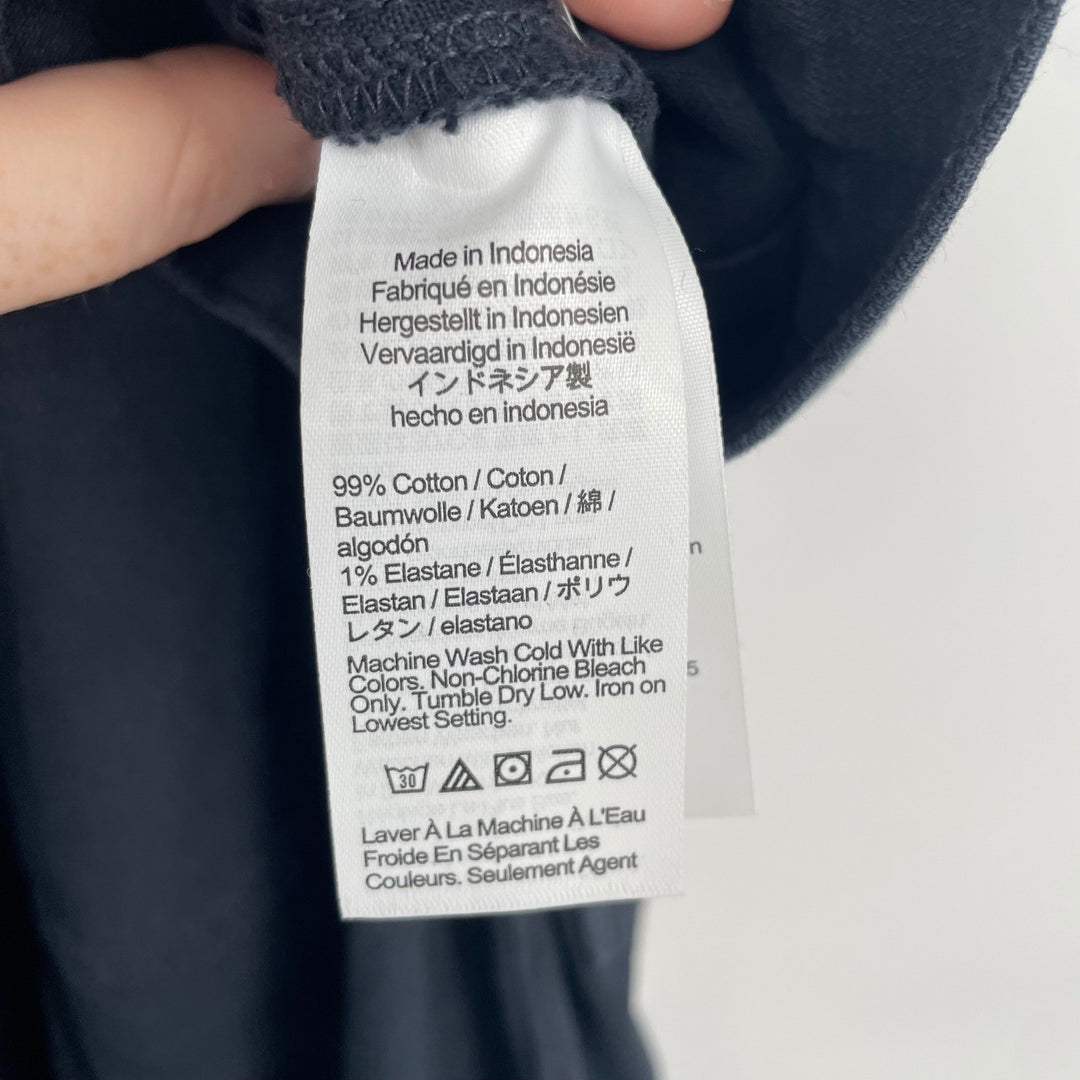 Made in Indonesia
Fabriqué en Indonésie
Hergestellt in Indonesien
Vervaardigd in Indonesië
インドネシア製
hecho en indonesia
99% Cotton / Coton /
Baumwolle / Katoen / 綿 /
algodón
1% Elastane / Élasthanne /
Elastan / Elastaan / ポリウ
レタン / elastano
Machine Wash Cold With Like
Colors. Non-Chlorine Bleach
Only. Tumble Dry Low. Iron on
Lowest Setting.
30
Laver À La Machine À L'Eau
Froide En Séparant Les
Couleurs. Seulement Agent
n
5